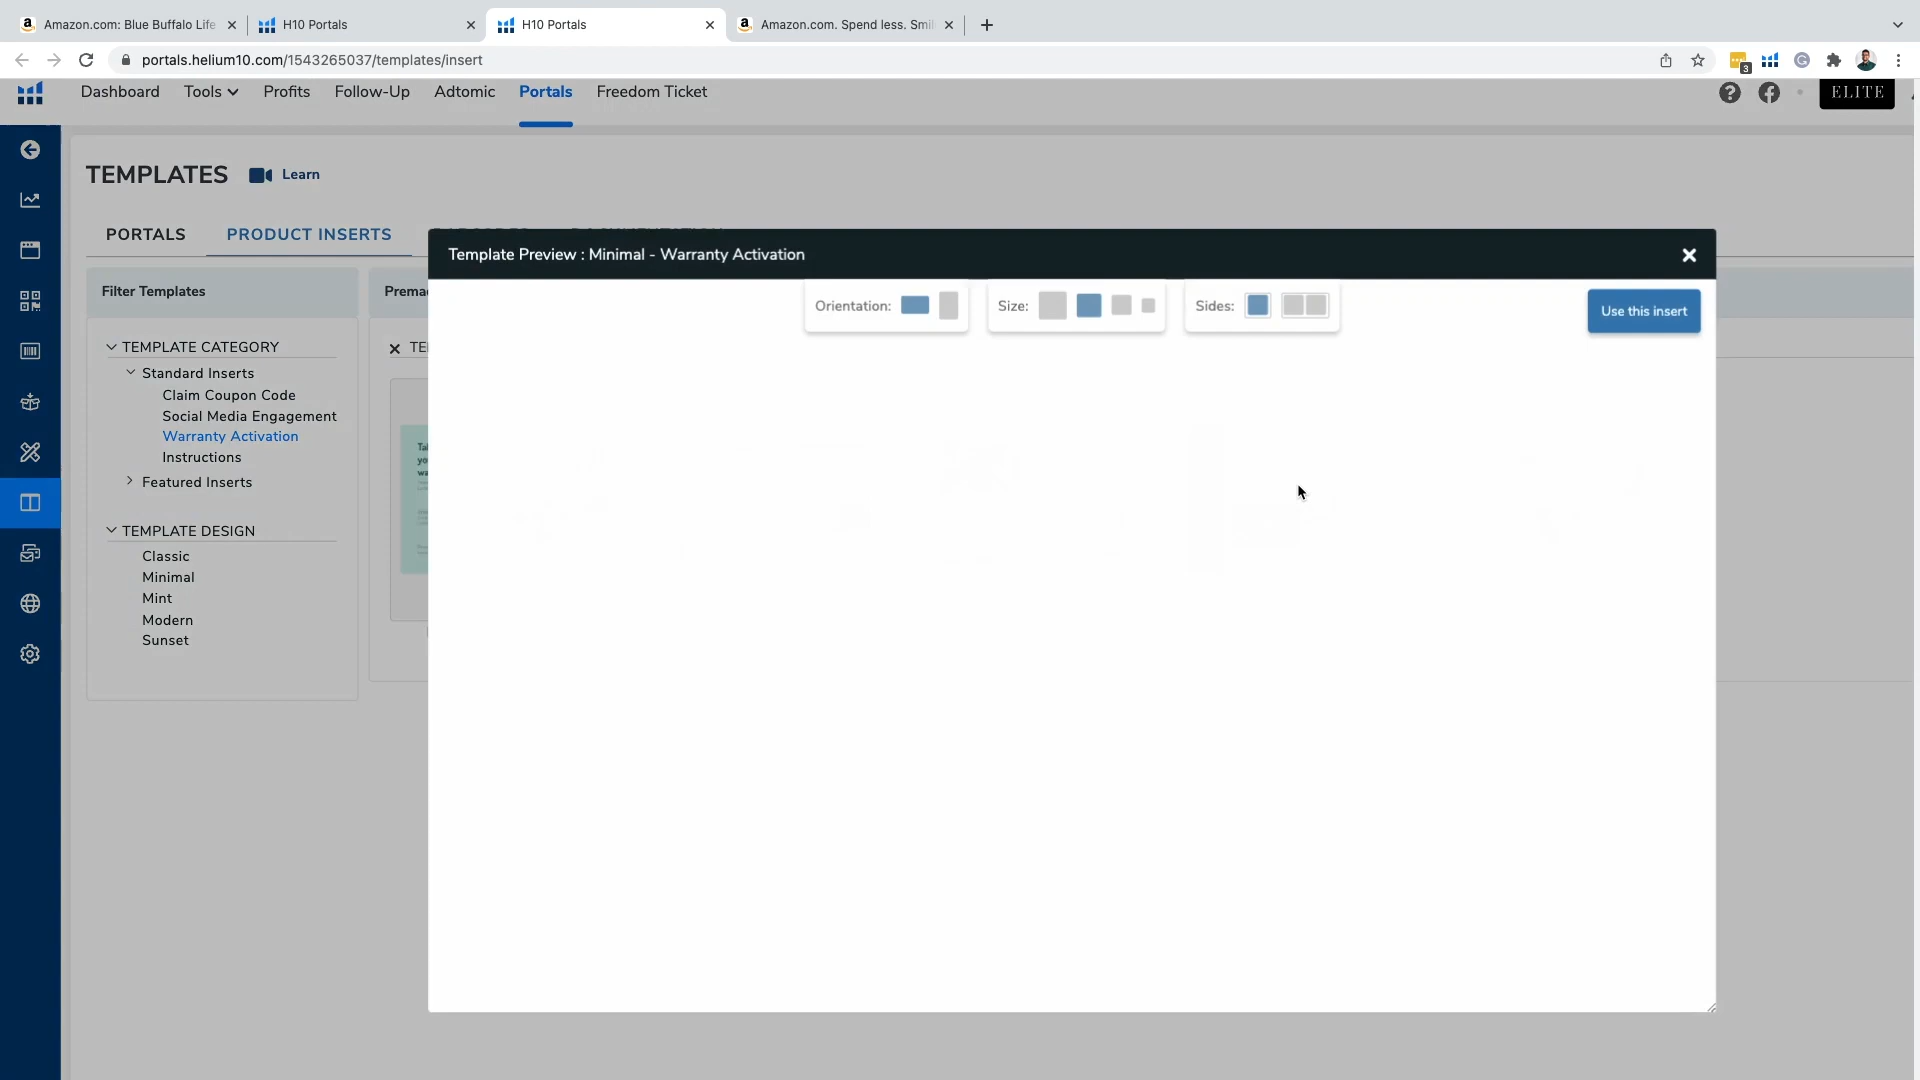 Amazon.com: Blue Buffalo Life
H10 Portals
H10 Portals
Amazon.com. Spend less. Smil
portals.helium10.com/1543265037/templates/insert
3
Dashboard
Tools
Profits
Follow-Up
Adtomic
Portals
Freedom Ticket
ELITE
TEMPLATES
Learn
PORTALS
PRODUCT INSERTS
Template Preview : Minimal - Warranty Activation
Filter Templates
Prema
Orientation:
Size:
Sides:
Use this insert
TEMPLATE CATEGORY
TE
Standard Inserts
Claim Coupon Code
Social Media Engagement
Warranty Activation
Instructions
Featured Inserts
TEMPLATE DESIGN
Classic
Minimal
Mint
Modern
Sunset